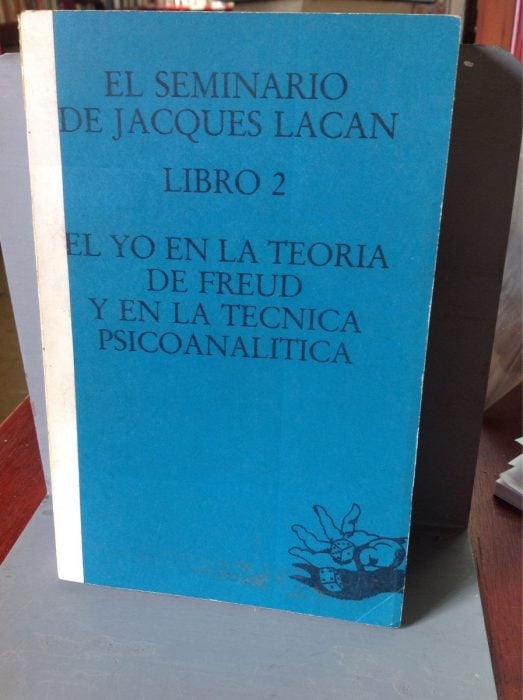 EL SEMINARIO
DE JACQUES LACAN
LIBRO 2
EL YO EN LA TEORIA
DE FREUD
Y EN LA TECNICA
PSICOANALITICA